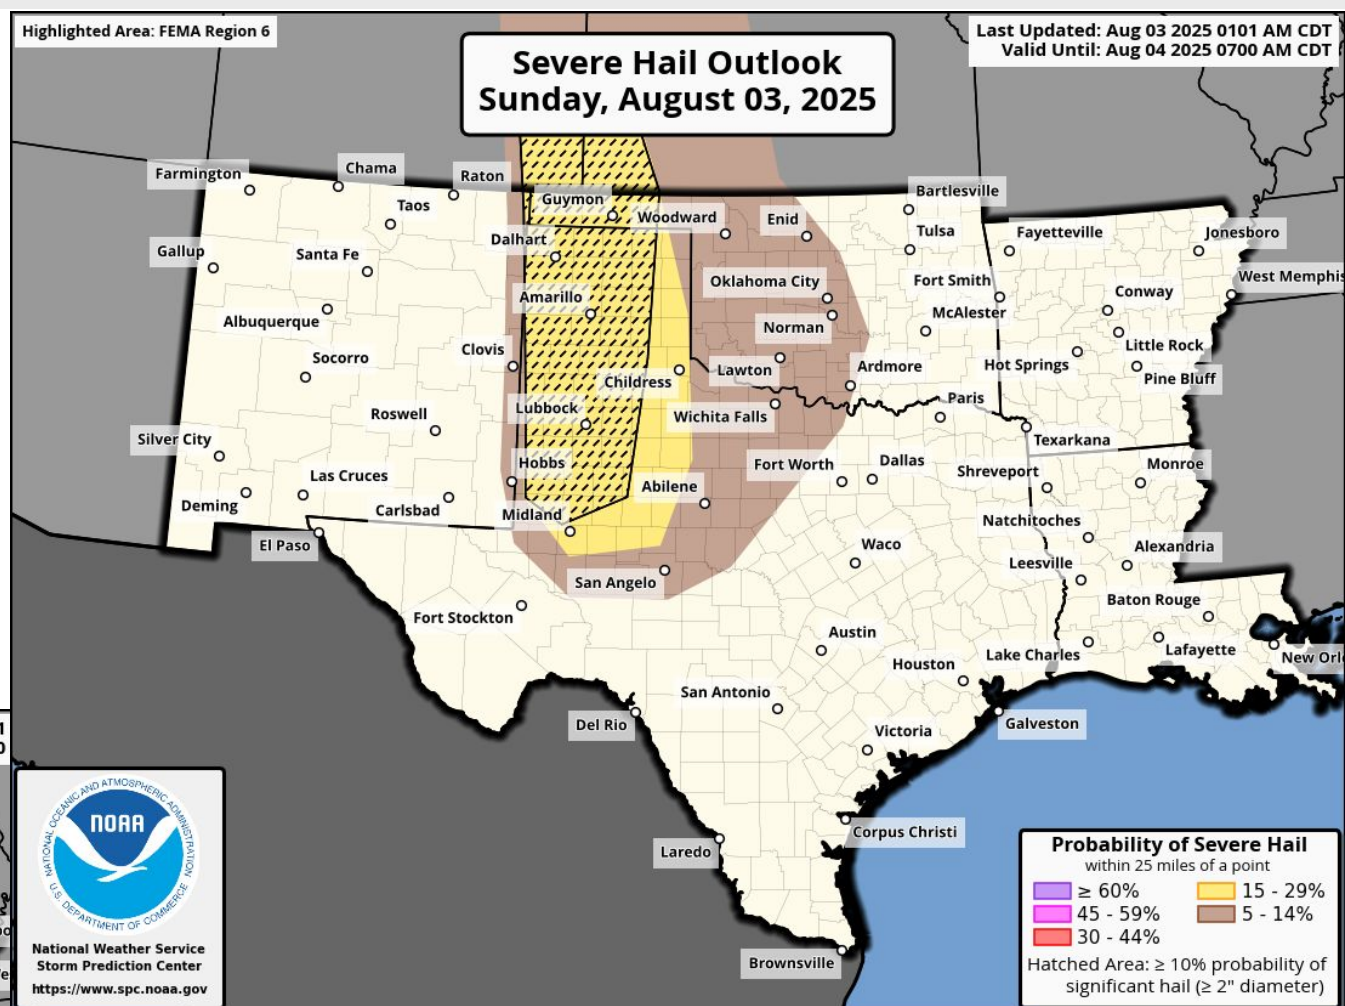 Highlighted Area: FEMA Region 6
Last Updated: Aug 03 2025 0101 AM CDT
Valid Until: Aug 04 2025 0700 AM CDT
Severe Hail Outlook
Sunday, August 03, 2025
Farmington
Chama
Raton
Taos
Guymon
Woodward
Enid
Bartlesville
Tulsa
Fayetteville
Jonesboro
Gallup
Santa Fe
Dalhart
Oklahoma City
Fort Smith
West Memphis
Albuquerque
Amarillo
Norman
McAlester
Conway
Little Rock
Socorro
Clovis
Childress
Lawton
Ardmore
Hot Springs
Pine Bluff
Roswell
Lubbock
Wichita Falls
Paris
Texarkana
Silver City
Las Cruces
Hobbs
Fort Worth
Dallas
Shreveport
Monroe
Deming
Carlsbad
Midland
Abilene
Natchitoches
El Paso
San Angelo
Waco
Leesville
Alexandria
Fort Stockton
Baton Rouge
Austin
Houston
Lake Charles
Lafayette
New Orl
San Antonio
Del Rio
Victoria
Galveston
Corpus Christi
Laredo
Brownsville
NATIONAL OCEANIC AND ATMOSPHERIC ADMINISTRATION
NOAA
U.S. DEPARTMENT OF COMMERCE
National Weather Service
Storm Prediction Center
https://www.spc.noaa.gov
Probability of Severe Hail
within 25 miles of a point
≥ 60%
15 - 29%
45 - 59%
5 - 14%
30 - 44%
Hatched Area: ≥ 10% probability of
significant hail (≥ 2" diameter)